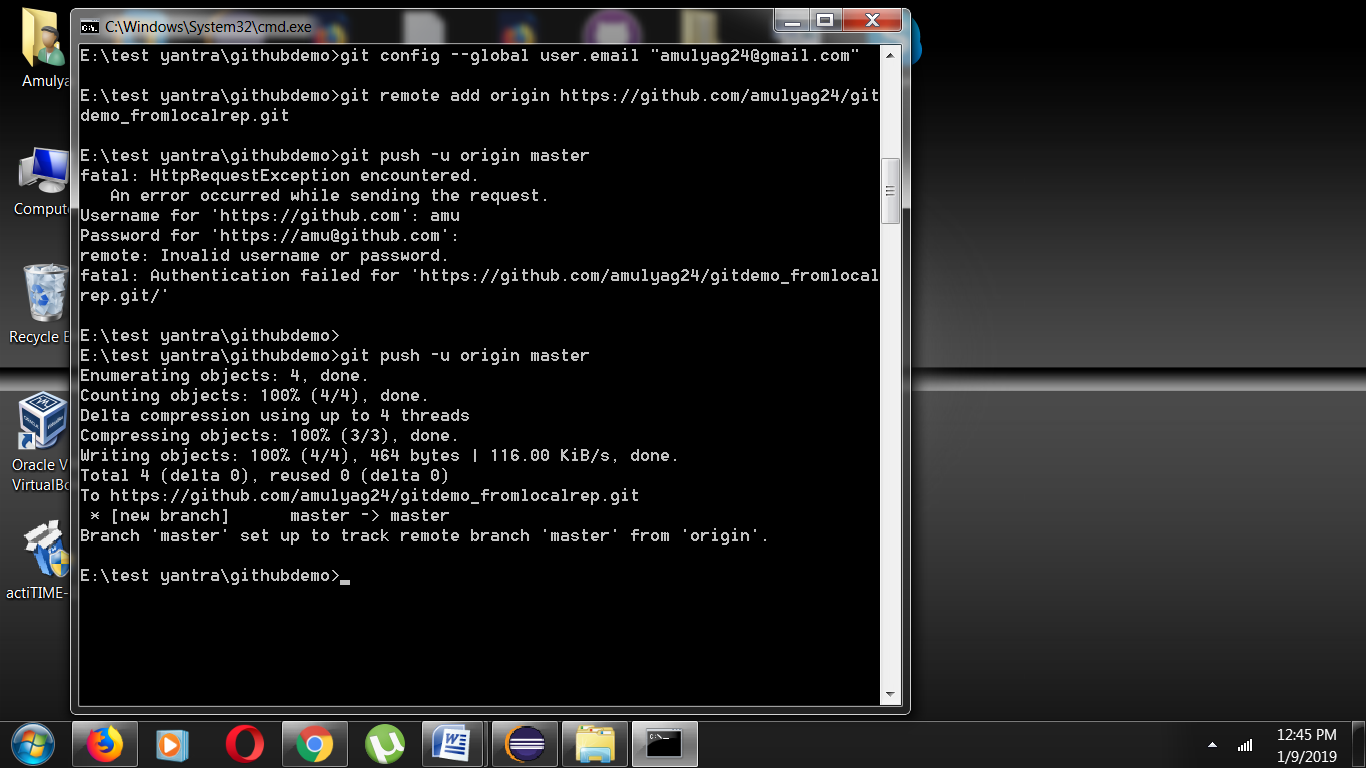 C:\Windows\System32\cmd.exe
E:\test yantra\githubdemo>git config --global user.email "amulyag24@gmail.com"
E:\test yantra\githubdemo>git remote add origin https://github.com/amulyag24/git
demo_fromlocalrep.git
E:\test yantra\githubdemo>git push -u origin master
fatal: HttpRequestException encountered.
An error occurred while sending the request.
Username for 'https://github.com': amu
Password for 'https://amu@github.com':
remote: Invalid username or password.
fatal: Authentication failed for 'https://github.com/amulyag24/gitdemo_fromlocal
rep.git/'
E:\test yantra\githubdemo>
E:\test yantra\githubdemo>git push -u origin master
Enumerating objects: 4, done.
Counting objects: 100% (4/4), done.
Delta compression using up to 4 threads
Compressing objects: 100% (3/3), done.
Writing objects: 100% (4/4), 464 bytes | 116.00 KiB/s, done.
Total 4 (delta 0), reused 0 (delta 0)
To https://github.com/amulyag24/gitdemo_fromlocalrep.git
* [new branch]      master -> master
Branch 'master' set up to track remote branch 'master' from 'origin'.
E:\test yantra\githubdemo>
Amulya
Comput
Recycle
Oracle V
VirtualBo
actiTIME-
12:45 PM
1/9/2019